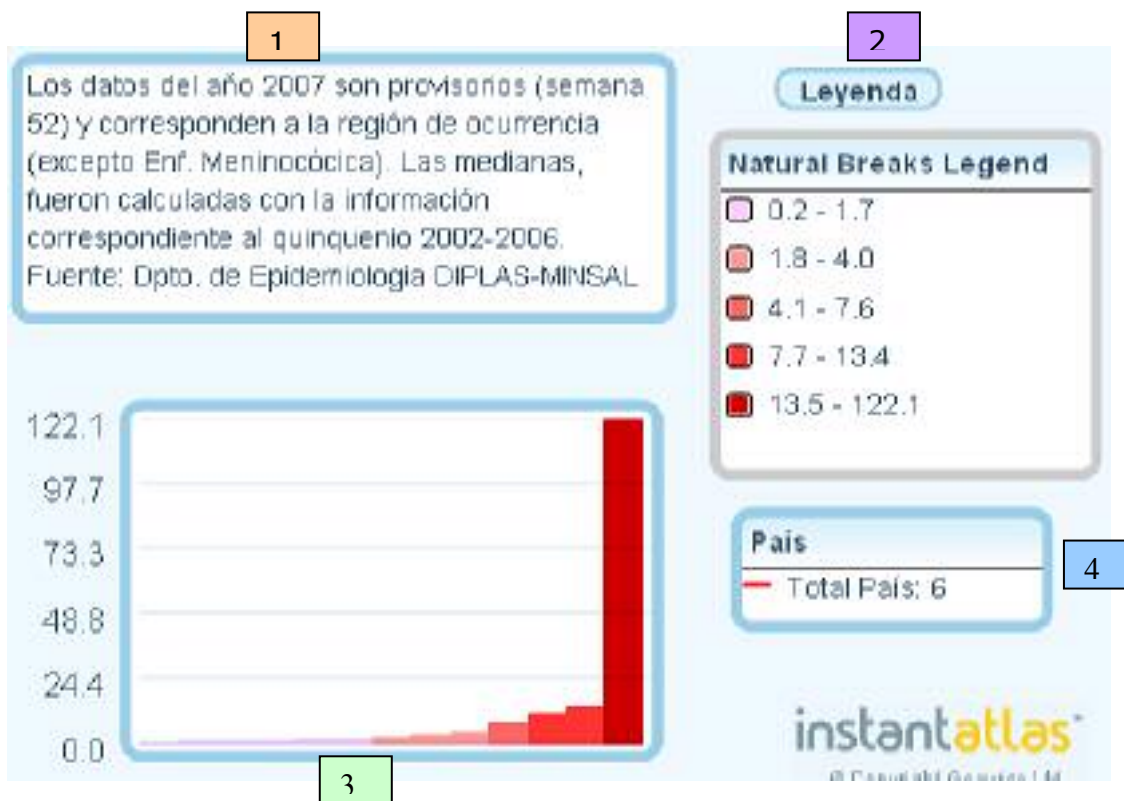 1
2
Los datos del año 2007 son provisorios (semana
52) y corresponden a la región de ocurrencia
(excepto Enf. Meninocócica). Las medianas,
fueron calculadas con la información
correspondiente al quinquenio 2002-2006.
Fuente: Dpto. de Epidemiologia DIPLAS-MINSAL
Leyenda
Natural Breaks Legend
0.2 - 1.7
1.8 - 4.0
4.1 - 7.6
7.7 - 13.4
13.5 - 122.1
122.1
97.7
73.3
48.8
24.4
0.0
3
País
Total País: 6
4
instantatlas
© Copyright Ltd